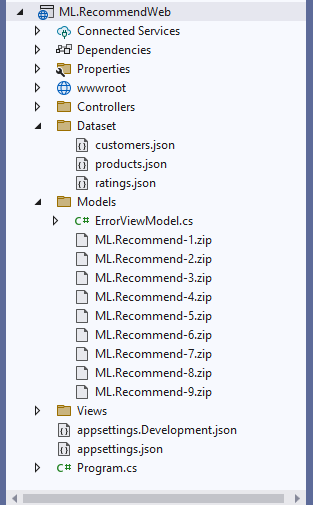 ML.RecommendWeb
Connected Services
Dependencies
Properties
wwwroot
Controllers
Dataset
customers.json
products.json
ratings.json
Models
C# ErrorViewModel.cs
ML.Recommend-1.zip
ML.Recommend-2.zip
ML.Recommend-3.zip
ML.Recommend-4.zip
ML.Recommend-5.zip
ML.Recommend-6.zip
ML.Recommend-7.zip
ML.Recommend-8.zip
ML.Recommend-9.zip
Views
appsettings.Development.json
appsettings.json
C# Program.cs